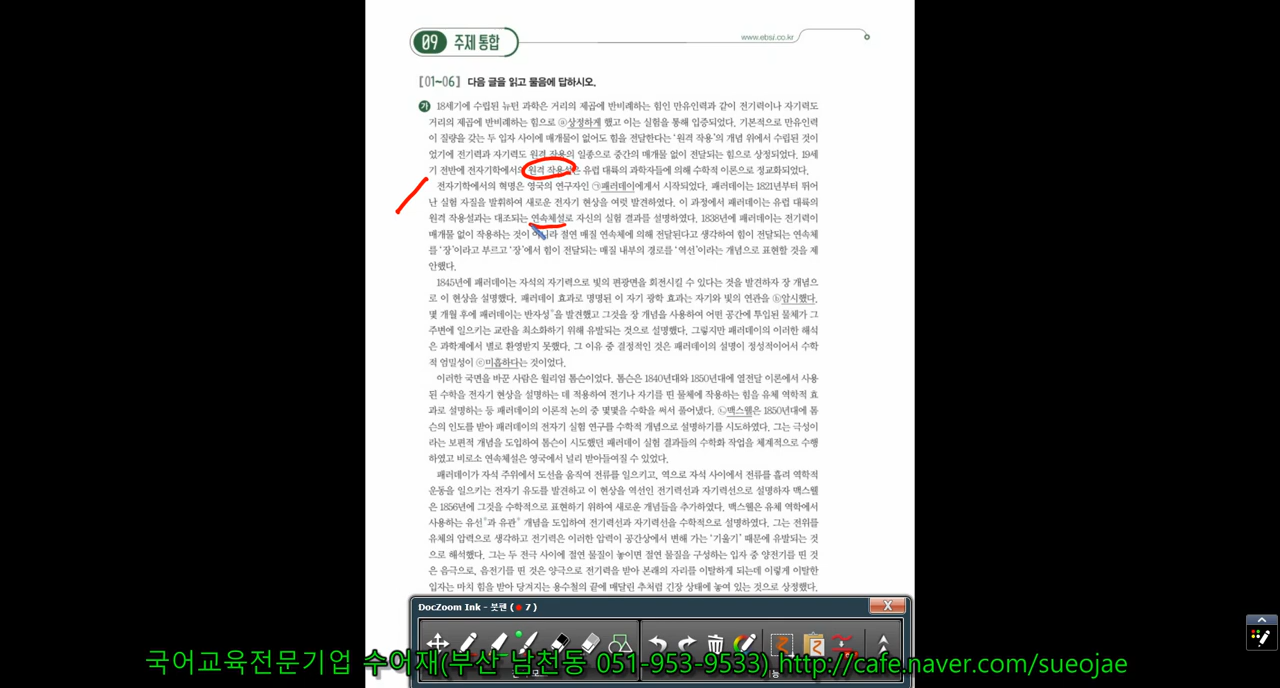 09 주제 통합
www.ebsi.co.kr
[01~06] 다음 글을 읽고 물음에 답하시오.
가 18세기에 수립된 뉴턴 과학은 거리의 제곱에 반비례하는 힘인 만유인력과 같이 전기력이나 자기력도
거리의 제곱에 반비례하는 힘으로 ⓐ상정하게 했고 이는 실험을 통해 입증되었다. 기본적으로 만유인력
이 질량을 갖는 두 입자 사이에 매개물이 없어도 힘을 전달한다는 '원격 작용'의 개념 위에서 수립된 것이
었기에 전기력과 자기력도 원격 작용의 일종으로 중간의 매개물 없이 전달되는 힘으로 상정되었다. 19세
기 전반에 전자기학에서의 원격 작용설은 유럽 대륙의 과학자들에 의해 수학적 이론으로 정교화되었다.
전자기학에서의 혁명은 영국의 연구자인 ㉠패러데이에게서 시작되었다. 패러데이는 1821년부터 뛰어
난 실험 자질을 발휘하여 새로운 전자기 현상을 여럿 발견하였다. 이 과정에서 패러데이는 유럽 대륙의
원격 작용설과는 대조되는 연속체설로 자신의 실험 결과를 설명하였다. 1838년에 패러데이는 전기력이
매개물 없이 작용하는 것이 아니라 절연 매질 연속체에 의해 전달된다고 생각하여 힘이 전달되는 연속체
를 '장'이라고 부르고 '장'에서 힘이 전달되는 매질 내부의 경로를 '역선'이라는 개념으로 표현할 것을 제
안했다.
1845년에 패러데이는 자석의 자기력으로 빛의 편광면을 회전시킬 수 있다는 것을 발견하자 장 개념으
로 이 현상을 설명했다. 패러데이 효과로 명명된 이 자기 광학 효과는 자기와 빛의 연관을 ⓑ암시했다.
몇 개월 후에 패러데이는 반자성*을 발견했고 그것을 장 개념을 사용하여 어떤 공간에 투입된 물체가 그
주변에 일으키는 교란을 최소화하기 위해 유발되는 것으로 설명했다. 그렇지만 패러데이의 이러한 해석
은 과학계에서 별로 환영받지 못했다. 그 이유 중 결정적인 것은 패러데이의 설명이 정성적이어서 수학
적 엄밀성이 ⓒ미흡하다는 것이었다.
이러한 국면을 바꾼 사람은 윌리엄 톰슨이었다. 톰슨은 1840년대와 1850년대에 열전달 이론에서 사용
된 수학을 전자기 현상을 설명하는 데 적용하여 전기나 자기를 띤 물체에 작용하는 힘을 유체 역학적 효
과로 설명하는 등 패러데이의 이론적 논의 중 몇몇을 수학을 써서 풀어냈다. ㉡맥스웰은 1850년대에 톰
슨의 인도를 받아 패러데이의 전자기 실험 연구를 수학적 개념으로 설명하기를 시도하였다. 그는 극성이
라는 보편적 개념을 도입하여 톰슨이 시도했던 패러데이 실험 결과들의 수학화 작업을 체계적으로 수행
하였고 비로소 연속체설은 영국에서 널리 받아들여질 수 있었다.
패러데이가 자석 주위에서 도선을 움직여 전류를 일으키고, 역으로 자석 사이에서 전류를 흘려 역학적
운동을 일으키는 전자기 유도를 발견하고 이 현상을 역선인 전기력선과 자기력선으로 설명하자 맥스웰
은 1856년에 그것을 수학적으로 표현하기 위하여 새로운 개념들을 추가하였다. 맥스웰은 유체 역학에서
사용하는 유선*과 유관* 개념을 도입하여 전기력선과 자기력선을 수학적으로 설명하였다. 그는 전위를
유체의 압력으로 생각하고 전기력은 이러한 압력이 공간상에서 변해 가는 '기울기' 때문에 유발되는 것
으로 해석했다. 그는 두 전극 사이에 절연 물질이 놓이면 절연 물질을 구성하는 입자 중 양전기를 띤 것
은 음극으로, 음전기를 띤 것은 양극으로 전기력을 받아 본래의 자리를 이탈하게 되는데 이렇게 이탈한
입자는 마치 힘을 받아 당겨지는 용수철의 끝에 매달린 추처럼 긴장 상태에 놓여 있는 것으로 상정했다.
DocZoom Ink - 붓펜 ( 7 )
국어교육전문기업 수어재(부산 남천동 051-953-9533) http://cafe.naver.com/sueojae